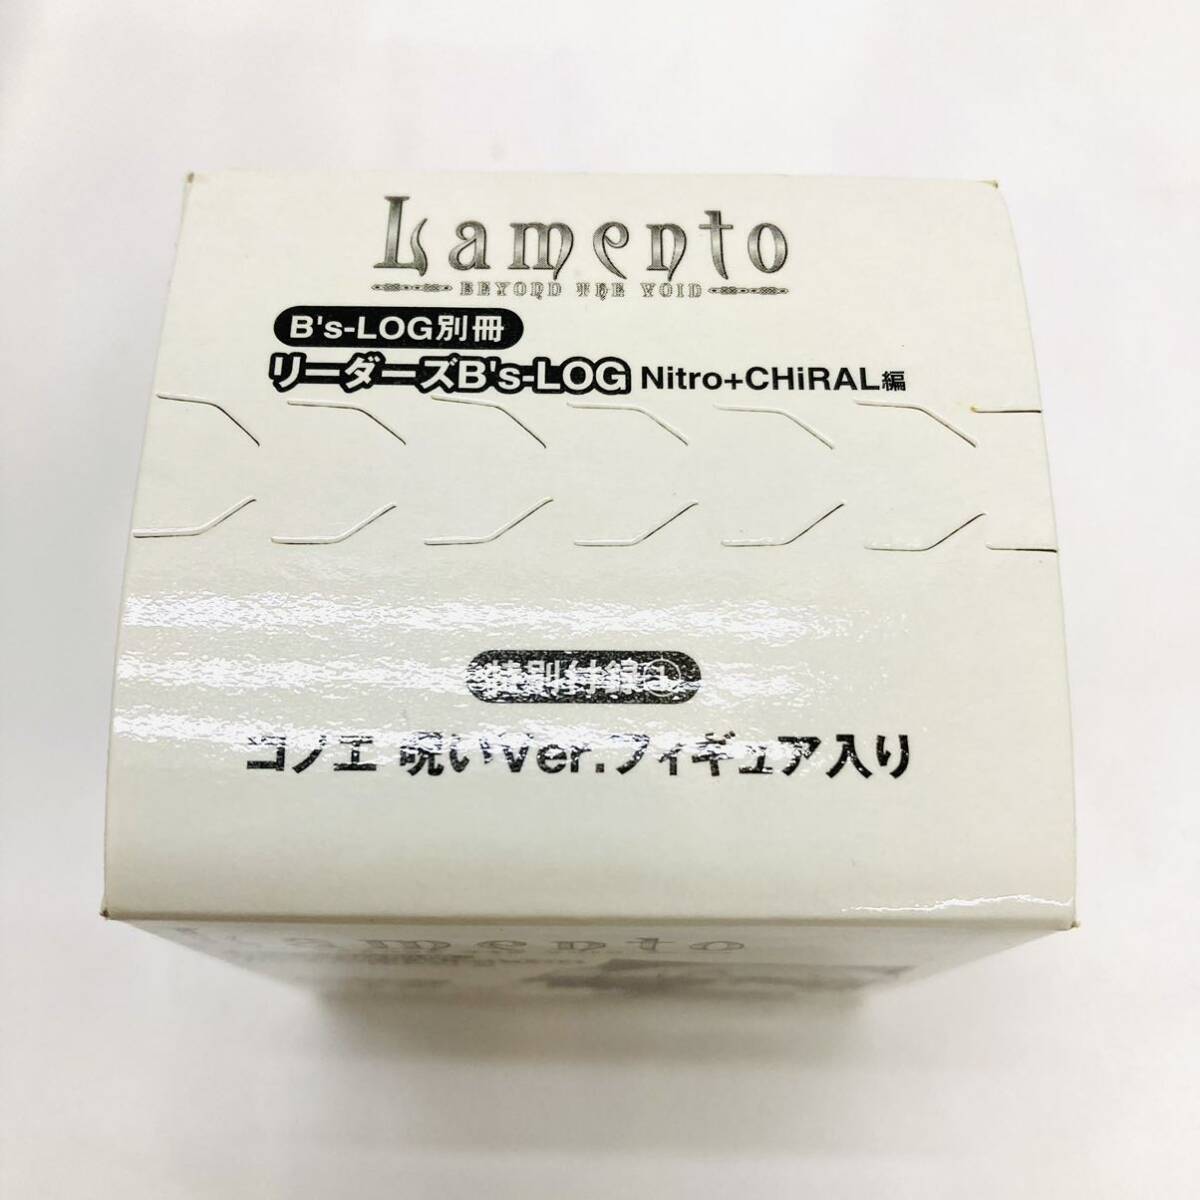 Lamento
BEYOND THE VOID
B's-LOG別冊
リーダーズB's-LOG Nitro+CHiRAL編
特別付録①
コノエ 呪いVer.フィギュア入り
Lamento